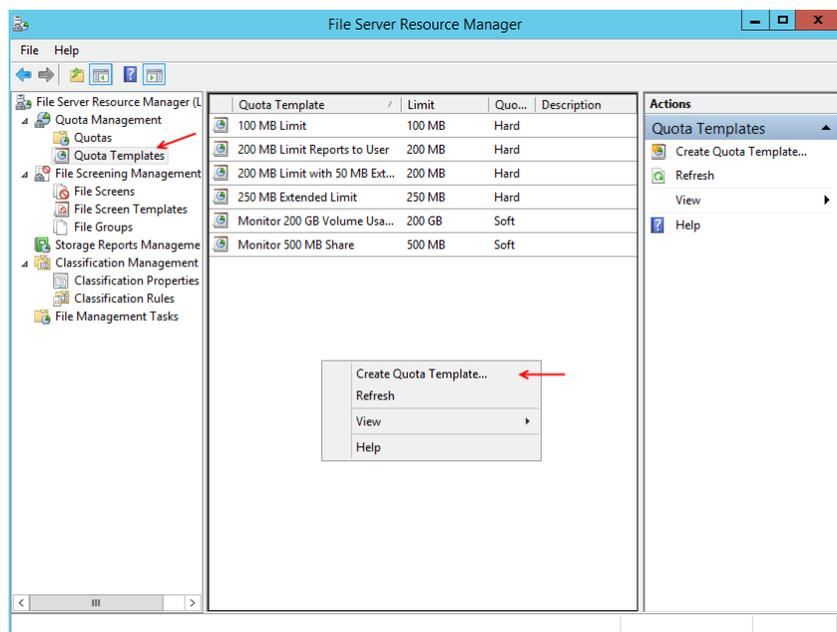 File Server Resource Manager
File Help
File Server Resource Manager (L
Quota Management
Quotas
Quota Templates
File Screening Management
File Screens
File Screen Templates
File Groups
Storage Reports Manageme
Classification Management
Classification Properties
Classification Rules
File Management Tasks
Quota Template / Limit Quo... Description
100 MB Limit 100 MB Hard
200 MB Limit Reports to User 200 MB Hard
200 MB Limit with 50 MB Ext... 200 MB Hard
250 MB Extended Limit 250 MB Hard
Monitor 200 GB Volume Usa... 200 GB Soft
Monitor 500 MB Share 500 MB Soft
Create Quota Template...
Refresh
View
Help
Actions
Quota Templates
Create Quota Template...
Refresh
View
Help